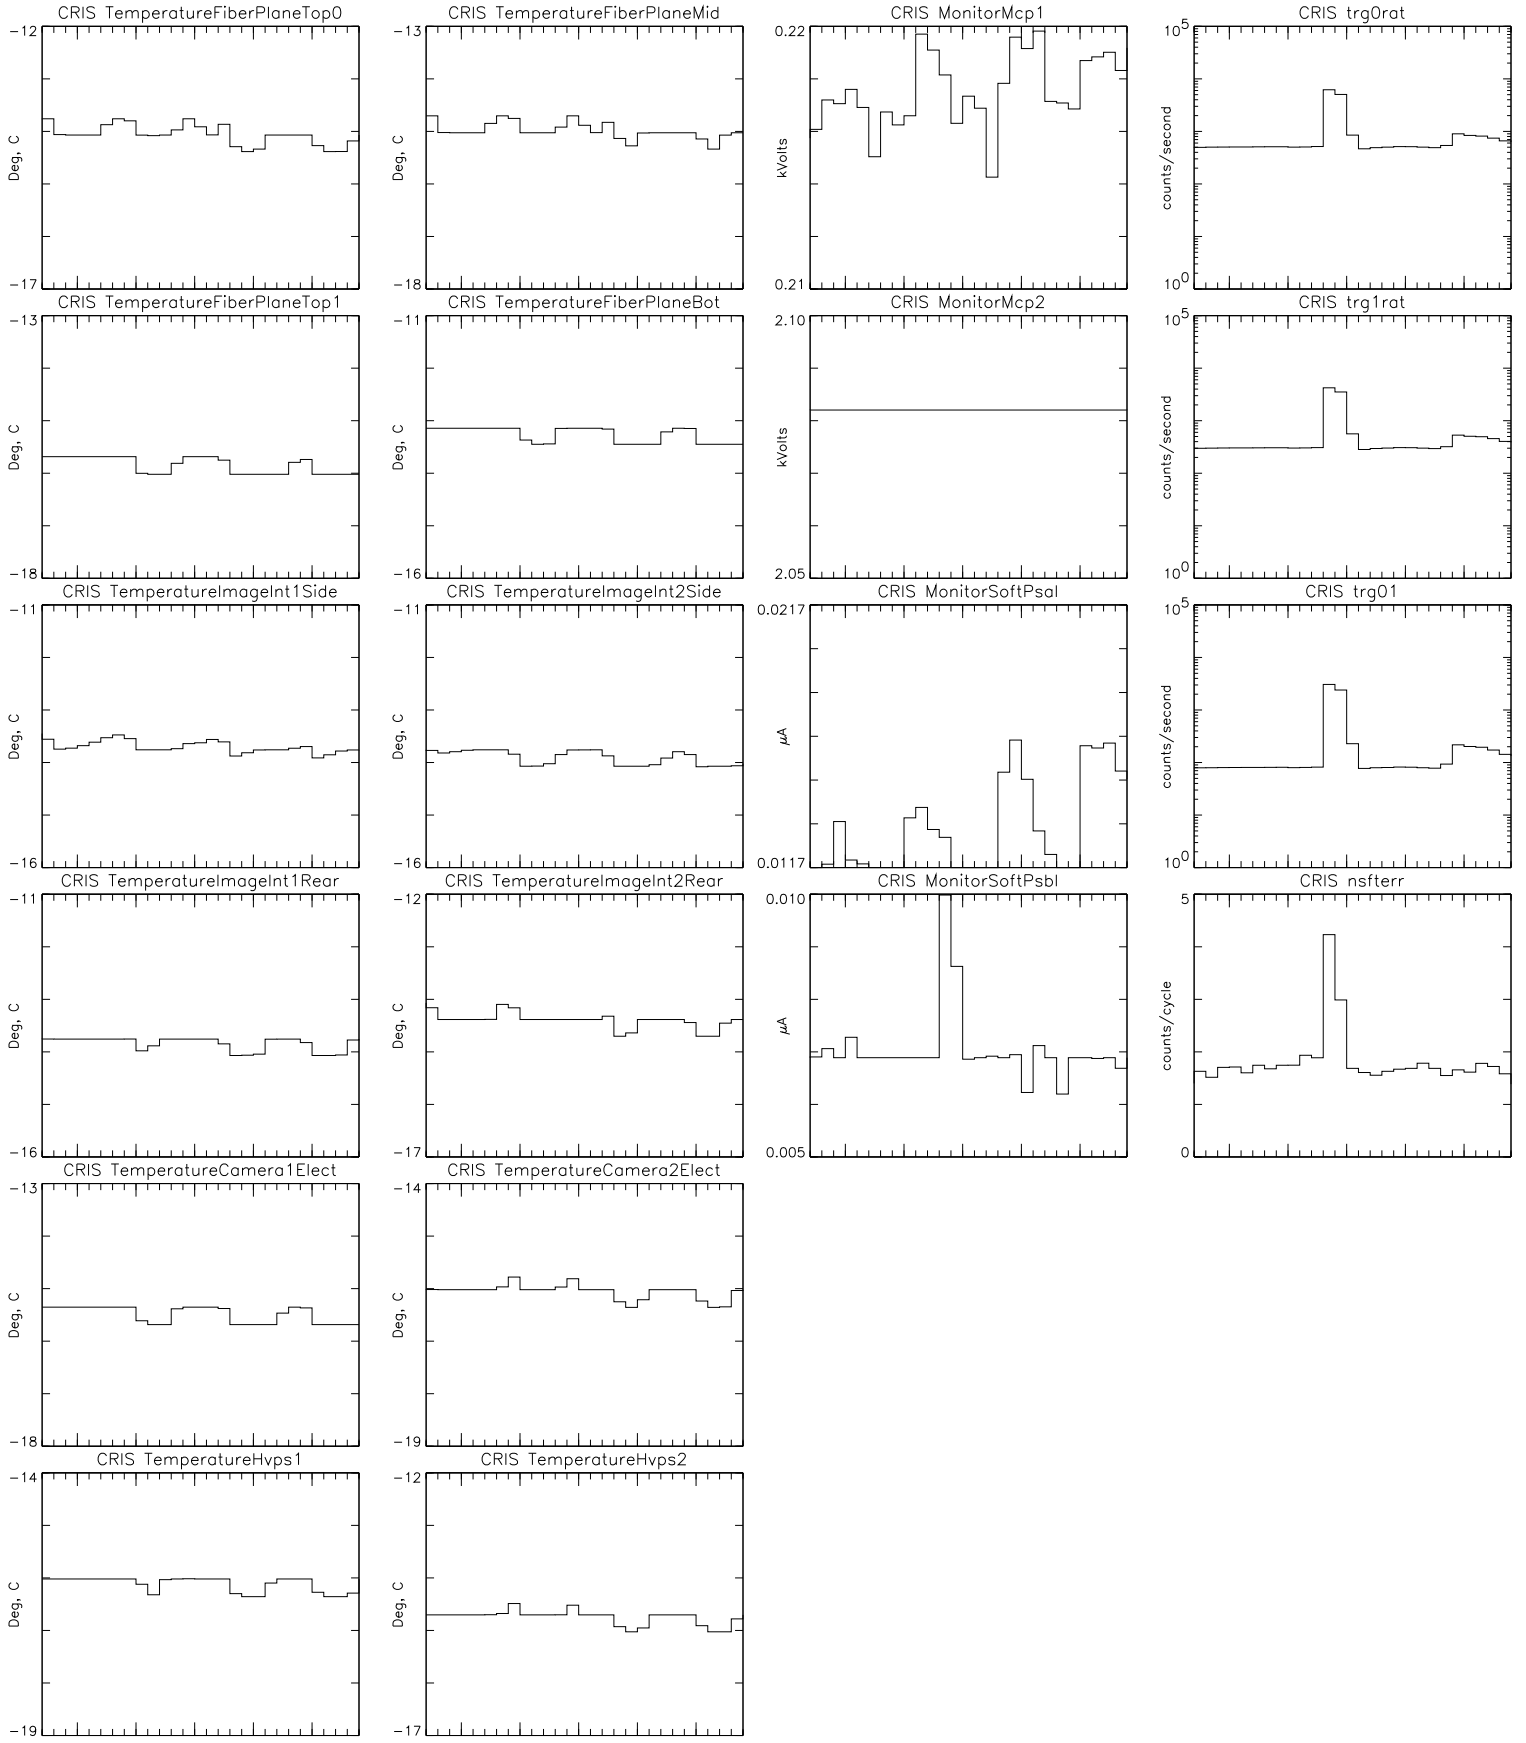 CRIS TemperatureFiberPlaneTop0
-12
Deg, C
-17
CRIS TemperatureFiberPlaneMid
-13
Deg, C
-18
CRIS MonitorMcp1
0.22
kVolts
0.21
CRIS trg0rat
10^5
counts/second
10^0
CRIS TemperatureFiberPlaneTop1
-13
Deg, C
-18
CRIS TemperatureFiberPlaneBot
-11
Deg, C
-16
CRIS MonitorMcp2
2.10
kVolts
2.05
CRIS trg1rat
10^5
counts/second
10^0
CRIS TemperatureImageInt1Side
-11
Deg, C
-16
CRIS TemperatureImageInt2Side
-11
Deg, C
-16
CRIS MonitorSoftPsaI
0.0217
μA
0.0117
CRIS trg01
10^5
counts/second
10^0
CRIS TemperatureImageInt1Rear
-11
Deg, C
-16
CRIS TemperatureImageInt2Rear
-12
Deg, C
-17
CRIS MonitorSoftPsbI
0.010
μA
0.005
CRIS nsfterr
5
counts/cycle
0
CRIS TemperatureCamera1Elect
-13
Deg, C
-18
CRIS TemperatureCamera2Elect
-14
Deg, C
-19
CRIS TemperatureHvps1
-14
Deg, C
-19
CRIS TemperatureHvps2
-12
Deg, C
-17